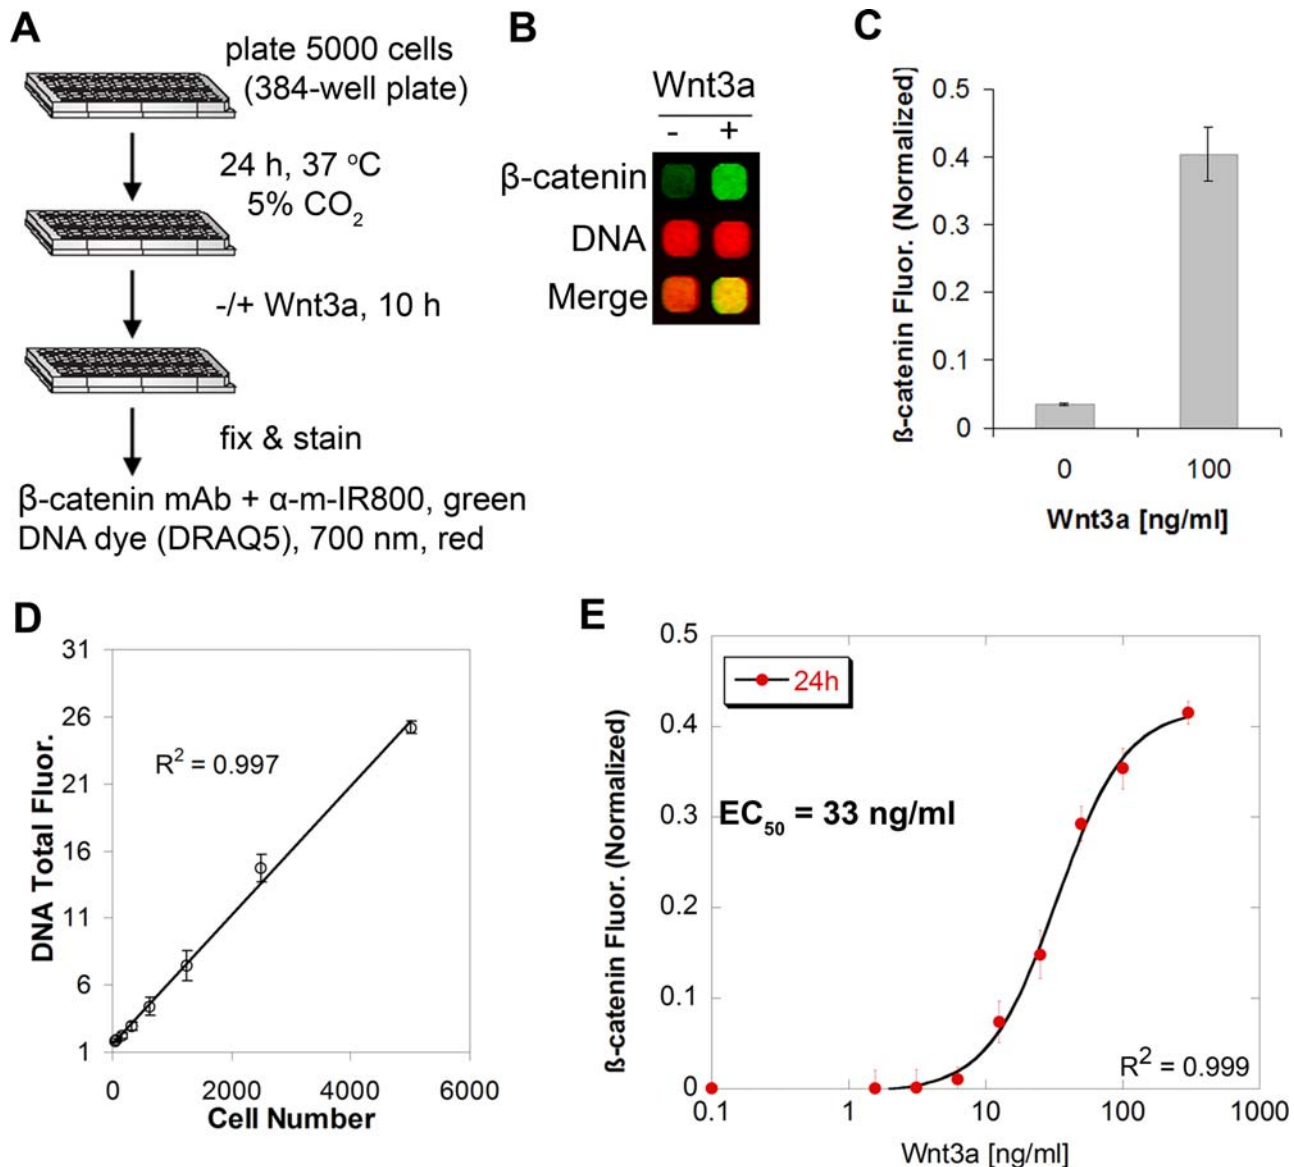 A
plate 5000 cells
(384-well plate)
24 h, 37 °C
5% CO2
-/+ Wnt3a, 10 h
fix & stain
β-catenin mAb + α-m-IR800, green
DNA dye (DRAQ5), 700 nm, red
B
Wnt3a
- +
β-catenin
DNA
Merge
C
ß-catenin Fluor. (Normalized)
0.5
0.4
0.3
0.2
0.1
0
0 100
Wnt3a [ng/ml]
D
DNA Total Fluor.
31
26
21
16
11
6
1
R2 = 0.997
0 2000 4000 6000
Cell Number
E
ß-catenin Fluor. (Normalized)
0.5
0.4
0.3
0.2
0.1
0
24h
EC50 = 33 ng/ml
R2 = 0.999
0.1 1 10 100 1000
Wnt3a [ng/ml]